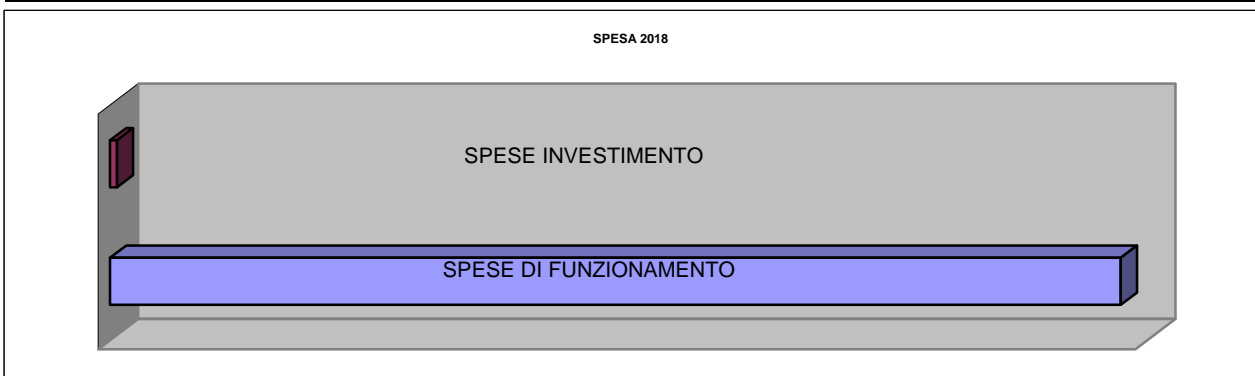 SPESA 2018
SPESE INVESTIMENTO
SPESE DI FUNZIONAMENTO